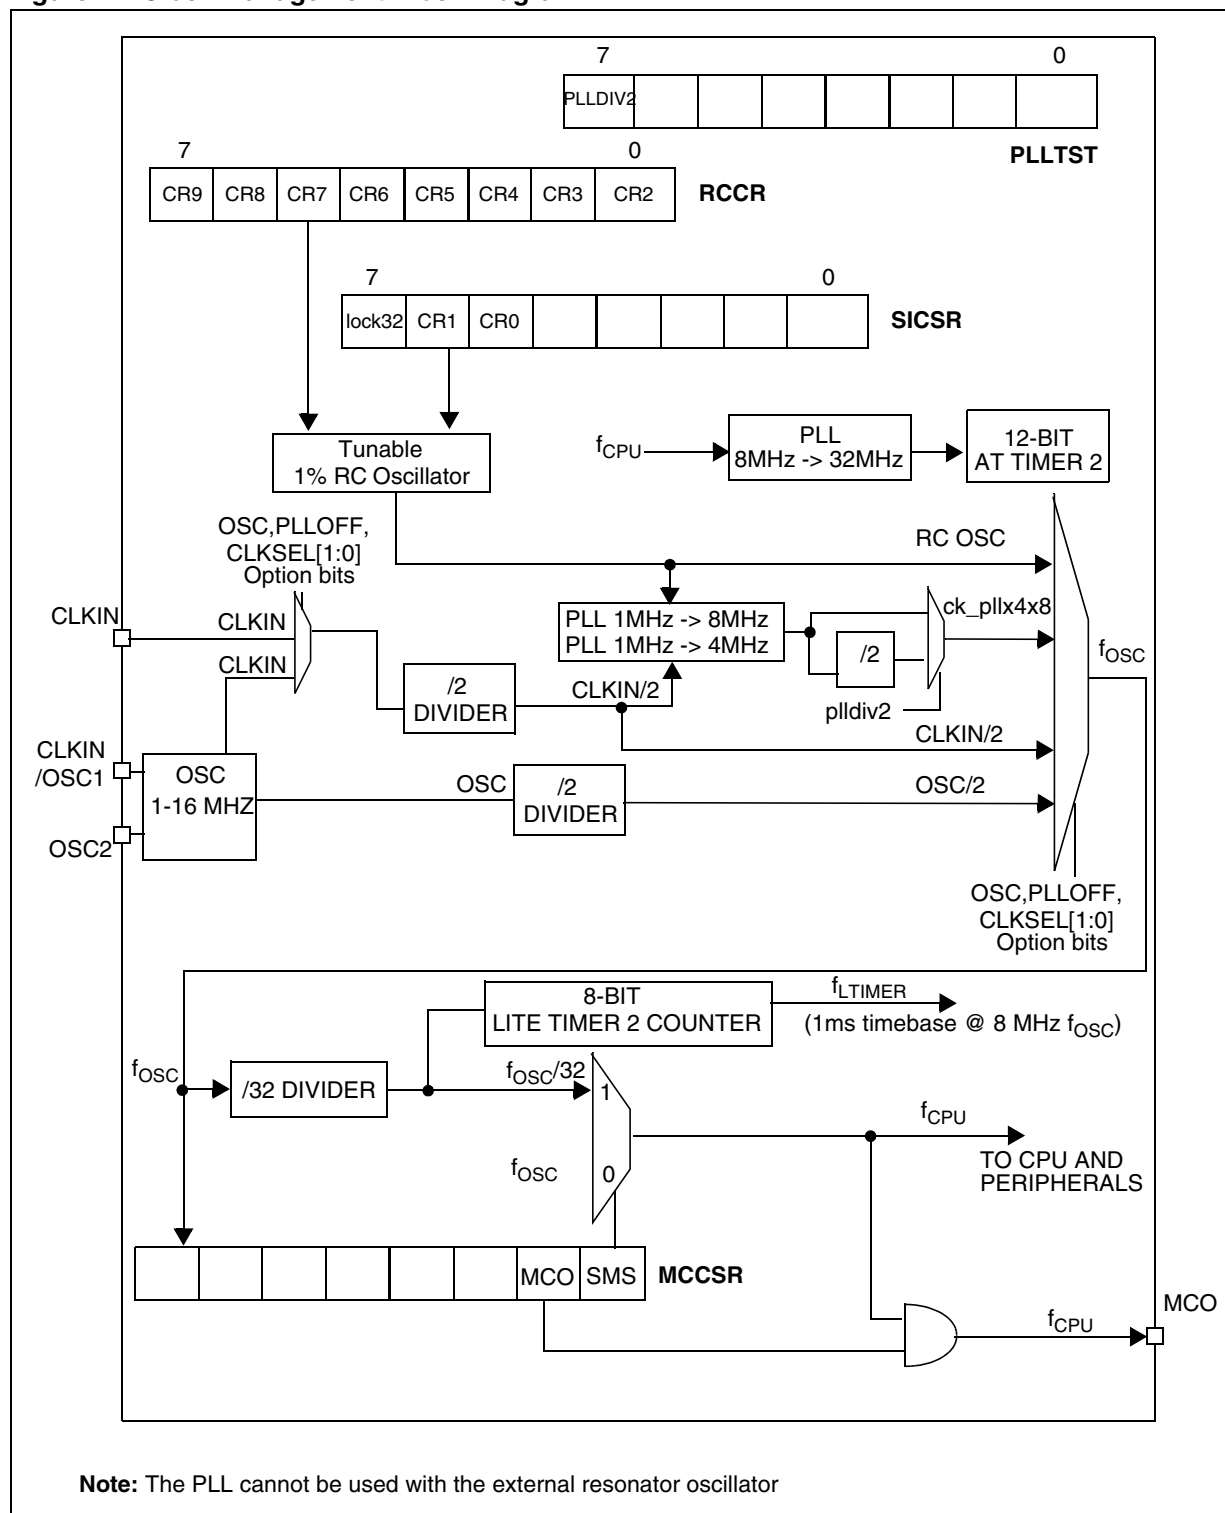 7 0
PLLDIV2
PLLTST
7 0
CR9 CR8 CR7 CR6 CR5 CR4 CR3 CR2 RCCR
7 0
lock32 CR1 CR0 SICSR
Tunable
1% RC Oscillator
fCPU
PLL
8MHz -> 32MHz
12-BIT
AT TIMER 2
OSC,PLLOFF,
CLKSEL[1:0]
Option bits
RC OSC
CLKIN
CLKIN
CLKIN
PLL 1MHz -> 8MHz
PLL 1MHz -> 4MHz
/2
ck_pllx4x8
plldiv2
fOSC
/2
DIVIDER
CLKIN/2
CLKIN/2
CLKIN
/OSC1
OSC2
OSC
1-16 MHZ
OSC
/2
DIVIDER
OSC/2
OSC,PLLOFF,
CLKSEL[1:0]
Option bits
8-BIT
LITE TIMER 2 COUNTER
fLTIMER
(1ms timebase @ 8 MHz fOSC)
fOSC
/32 DIVIDER
fOSC/32
1
fOSC
0
fCPU
TO CPU AND
PERIPHERALS
MCO SMS MCCSR
fCPU
MCO
Note: The PLL cannot be used with the external resonator oscillator